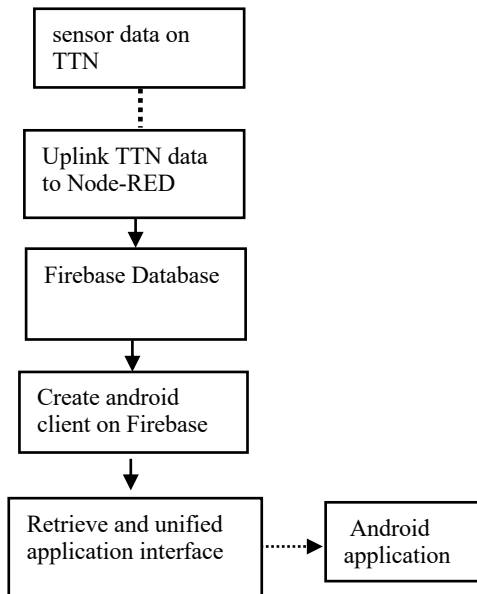 sensor data on
TTN
Uplink TTN data
to Node-RED
Firebase Database
Create android
client on Firebase
Retrieve and unified
application interface
Android
application